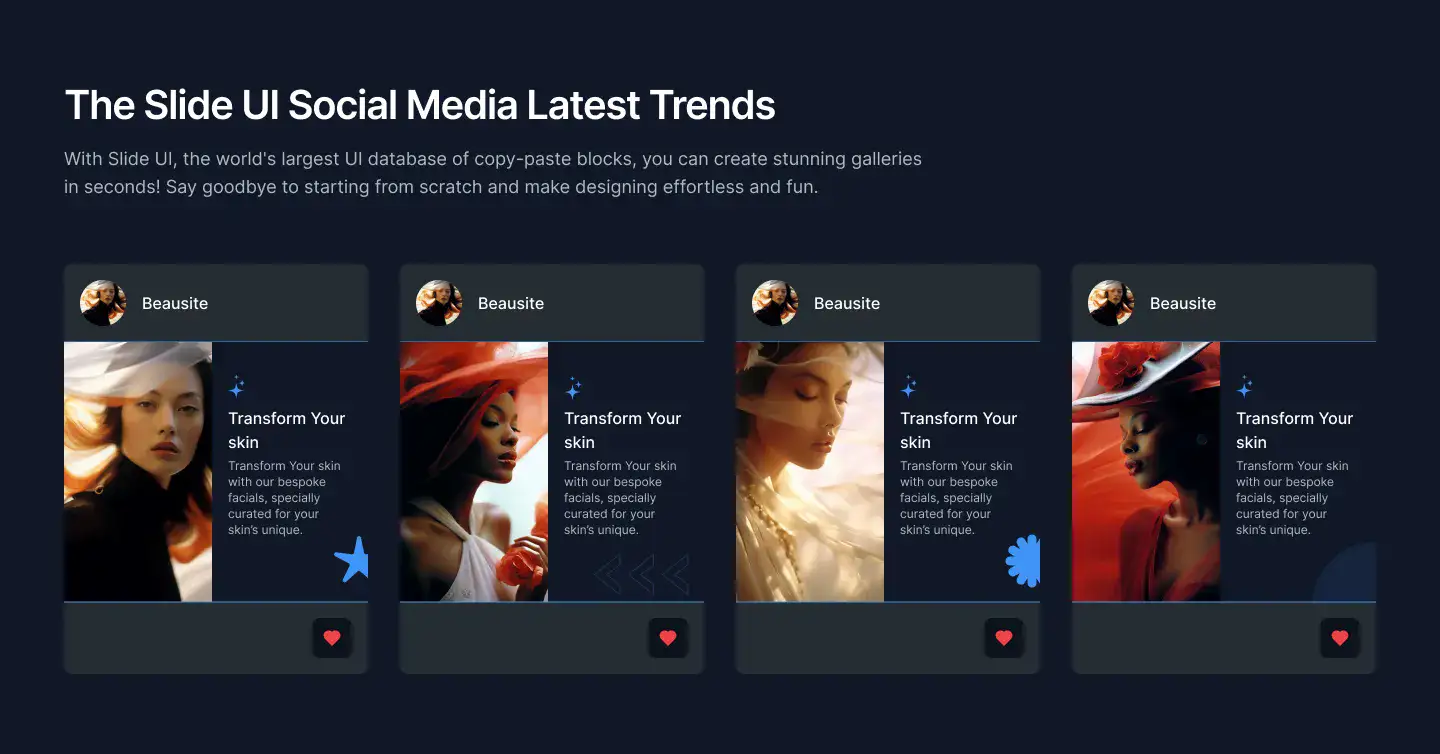 The Slide UI Social Media Latest Trends
With Slide UI, the world's largest UI database of copy-paste blocks, you can create stunning galleries
in seconds! Say goodbye to starting from scratch and make designing effortless and fun.
Beausite
Transform Your
skin
Transform Your skin
with our bespoke
facials, specially
curated for your
skin's unique.
Beausite
Transform Your
skin
Transform Your skin
with our bespoke
facials, specially
curated for your
skin's unique.
Beausite
Transform Your
skin
Transform Your skin
with our bespoke
facials, specially
curated for your
skin's unique.
Beausite
Transform Your
skin
Transform Your skin
with our bespoke
facials, specially
curated for your
skin's unique.